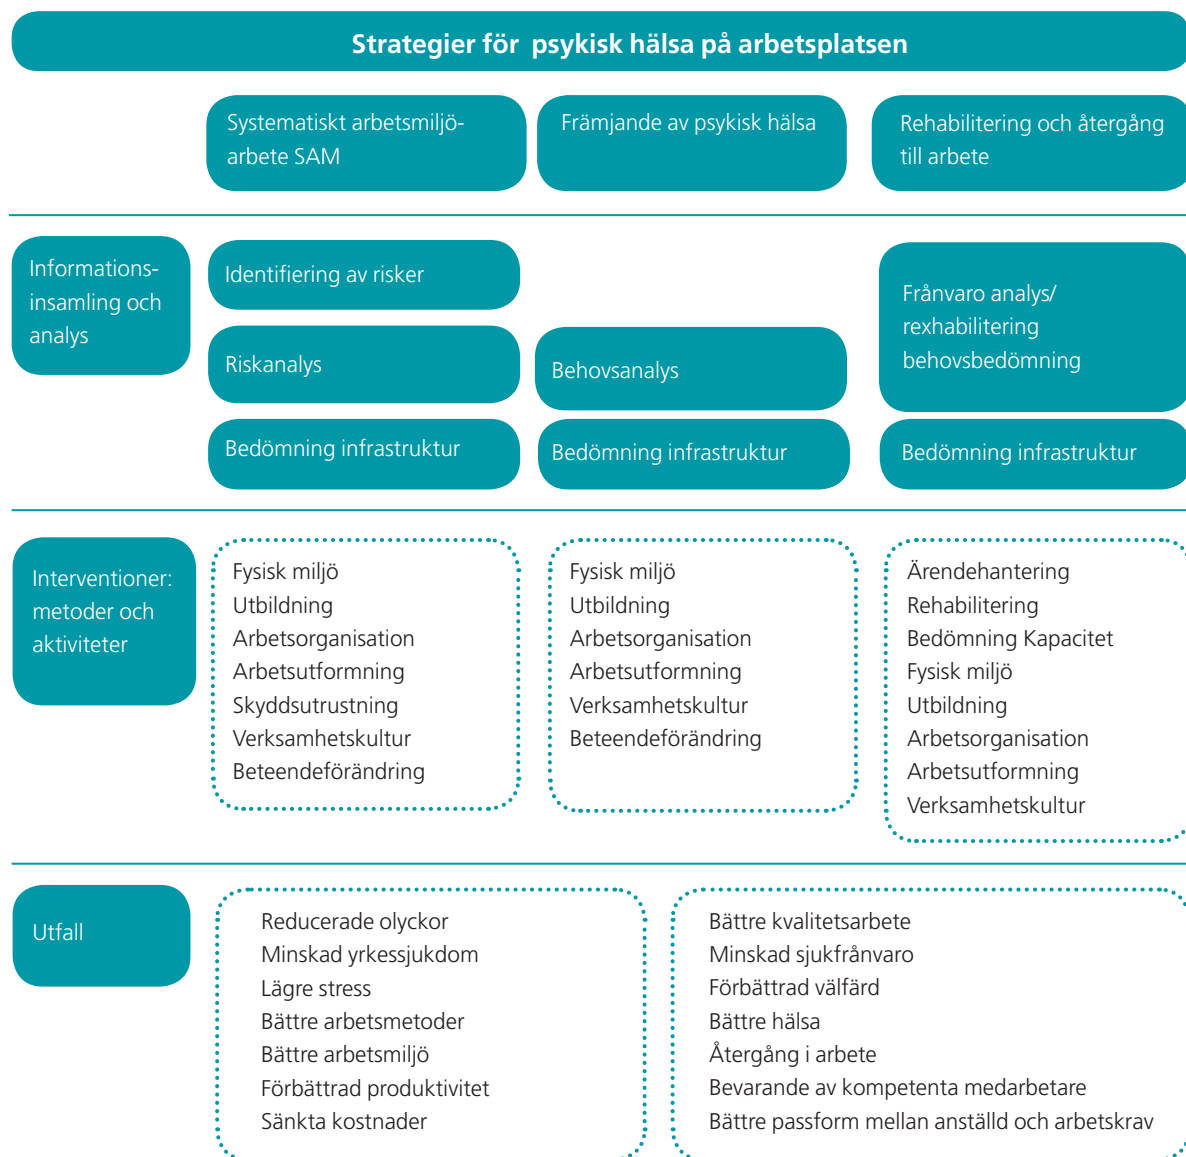 Strategier för psykisk hälsa på arbetsplatsen
Systematiskt arbetsmiljö-
arbete SAM
Främjande av psykisk hälsa
Rehabilitering och återgång
till arbete
Informations-
insamling och
analys
Identifiering av risker
Riskanalys
Bedömning infrastruktur
Behovsanalys
Bedömning infrastruktur
Frånvaro analys/
rexhabilitering
behovsbedömning
Bedömning infrastruktur
Interventioner:
metoder och
aktiviteter
Fysisk miljö
Utbildning
Arbetsorganisation
Arbetsutformning
Skyddsutrustning
Verksamhetskultur
Beteendeförändring
Fysisk miljö
Utbildning
Arbetsorganisation
Arbetsutformning
Verksamhetskultur
Beteendeförändring
Ärendehantering
Rehabilitering
Bedömning Kapacitet
Fysisk miljö
Utbildning
Arbetsorganisation
Arbetsutformning
Verksamhetskultur
Utfall
Reducerade olyckor
Minskad yrkessjukdom
Lägre stress
Bättre arbetsmetoder
Bättre arbetsmiljö
Förbättrad produktivitet
Sänkta kostnader
Bättre kvalitetsarbete
Minskad sjukfrånvaro
Förbättrad välfärd
Bättre hälsa
Återgång i arbete
Bevarande av kompetenta medarbetare
Bättre passform mellan anställd och arbetskrav